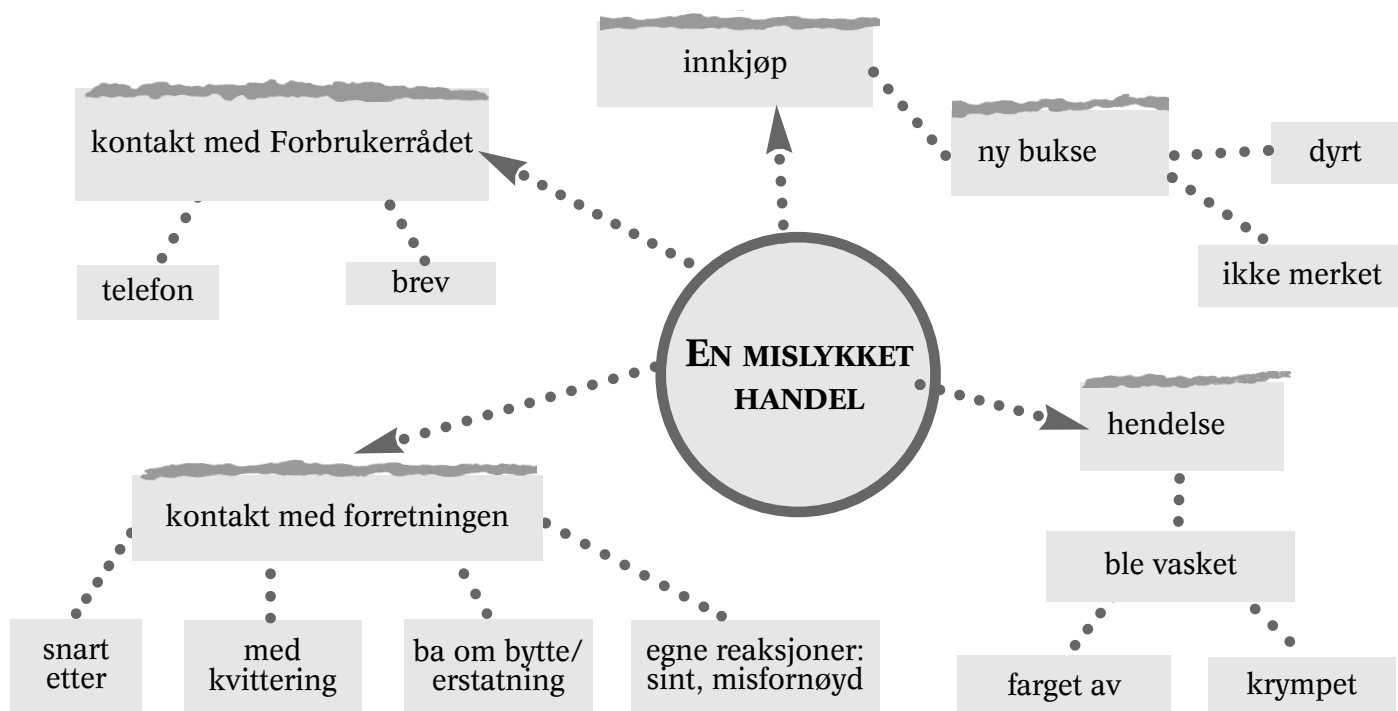 innkjøp
ny bukse
dyrt
ikke merket
kontakt med Forbrukerrådet
telefon
brev
EN MISLYKKET
HANDEL
hendelse
ble vasket
farget av
krympet
kontakt med forretningen
snart
etter
med
kvittering
ba om bytte/
erstatning
egne reaksjoner:
sint, misfornøyd